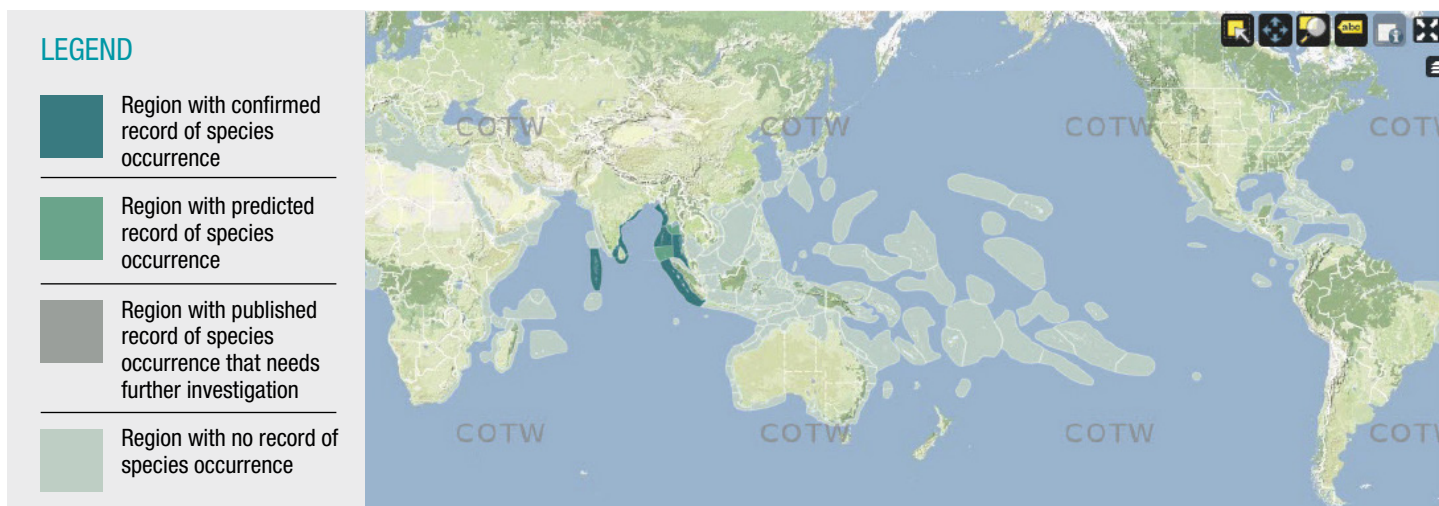 LEGEND
Region with confirmed
record of species
occurrence
Region with predicted
record of species
occurrence
Region with published
record of species
occurrence that needs
further investigation
Region with no record of
species occurrence
abc
COTW COTW COTW COTW
COTW COTW COTW COTW